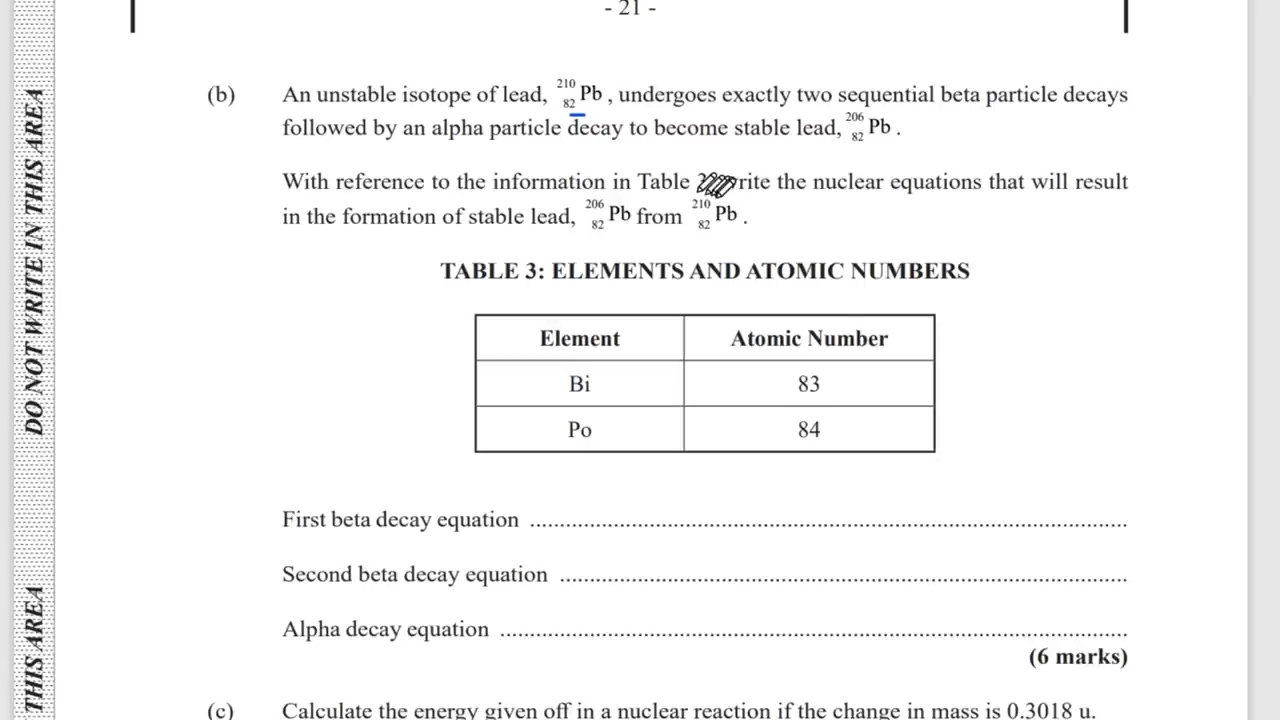 - 21 -
(b) An unstable isotope of lead, ²¹⁰₈₂Pb, undergoes exactly two sequential beta particle decays
followed by an alpha particle decay to become stable lead, ²⁰⁶₈₂Pb.
With reference to the information in Table rite the nuclear equations that will result
in the formation of stable lead, ²⁰⁶₈₂Pb from ²¹⁰₈₂Pb.
TABLE 3: ELEMENTS AND ATOMIC NUMBERS
Element Atomic Number
Bi 83
Po 84
First beta decay equation ....................................................................................................
Second beta decay equation ...............................................................................................
Alpha decay equation .........................................................................................................
(6 marks)
(c) Calculate the energy given off in a nuclear reaction if the change in mass is 0.3018 u.
DO NOT WRITE IN THIS AREA
THIS AREA